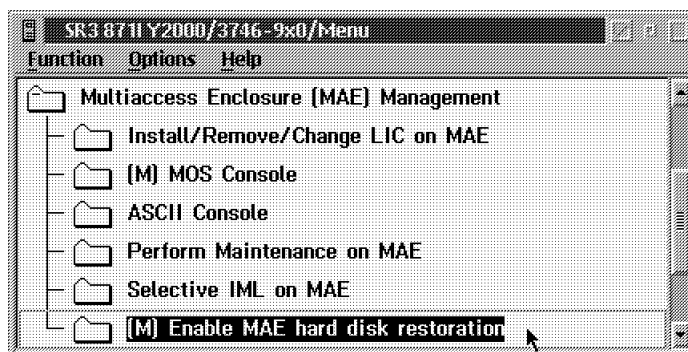 SR3 871I Y2000/3746-9x0/Menu
Function Options Help
Multiaccess Enclosure (MAE) Management
Install/Remove/Change LIC on MAE
(M) MOS Console
ASCII Console
Perform Maintenance on MAE
Selective IML on MAE
(M) Enable MAE hard disk restoration